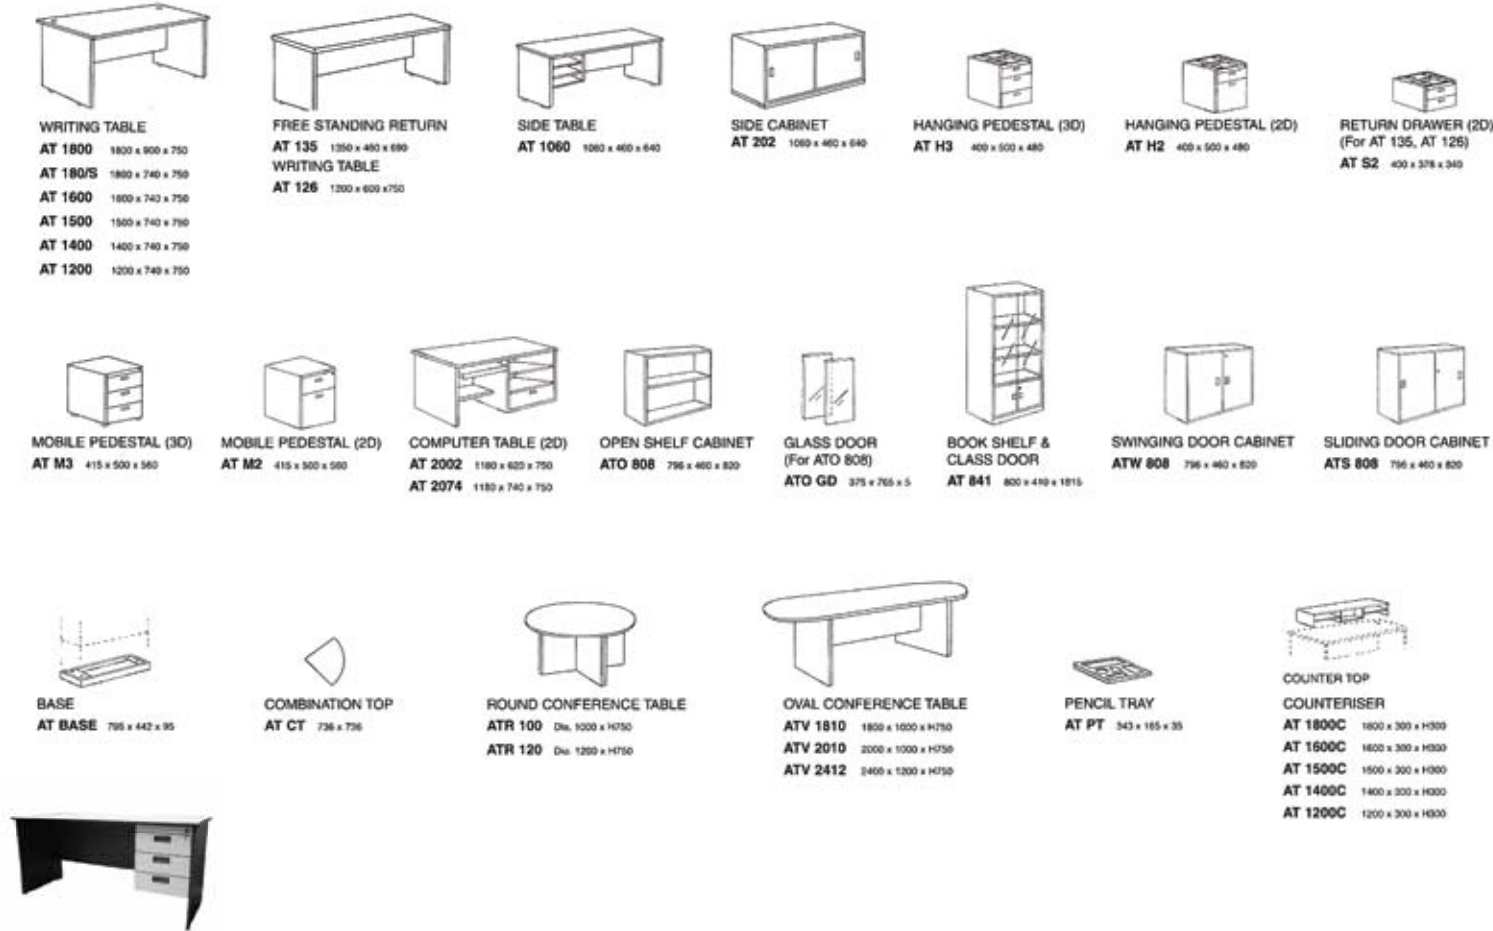 WRITING TABLE
AT 1800 1800 x 900 x 750
AT 180/S 1800 x 740 x 750
AT 1600 1600 x 740 x 750
AT 1500 1500 x 740 x 750
AT 1400 1400 x 740 x 750
AT 1200 1200 x 740 x 750
FREE STANDING RETURN
AT 135 1350 x 460 x 690
WRITING TABLE
AT 126 1200 x 600 x750
SIDE TABLE
AT 1060 1060 x 460 x 640
SIDE CABINET
AT 202 1060 x 460 x 640
HANGING PEDESTAL (3D)
AT H3 400 x 500 x 480
HANGING PEDESTAL (2D)
AT H2 400 x 500 x 480
RETURN DRAWER (2D)
(For AT 135, AT 126)
AT S2 400 x 378 x 340
MOBILE PEDESTAL (3D)
AT M3 415 x 500 x 560
MOBILE PEDESTAL (2D)
AT M2 415 x 500 x 560
COMPUTER TABLE (2D)
AT 2002 1180 x 620 x 750
AT 2074 1180 x 740 x 750
OPEN SHELF CABINET
ATO 808 796 x 460 x 820
GLASS DOOR
(For ATO 808)
ATO GD 375 x 765 x 5
BOOK SHELF &
CLASS DOOR
AT 841 800 x 410 x 1815
SWINGING DOOR CABINET
ATW 808 796 x 460 x 820
SLIDING DOOR CABINET
ATS 808 796 x 460 x 820
BASE
AT BASE 795 x 442 x 95
COMBINATION TOP
AT CT 736 x 736
ROUND CONFERENCE TABLE
ATR 100 Dia. 1000 x H750
ATR 120 Dia. 1200 x H750
OVAL CONFERENCE TABLE
ATV 1810 1800 x 1000 x H750
ATV 2010 2000 x 1000 x H750
ATV 2412 2400 x 1200 x H750
PENCIL TRAY
AT PT 343 x 165 x 35
COUNTER TOP
COUNTERISER
AT 1800C 1800 x 300 x H300
AT 1600C 1600 x 300 x H300
AT 1500C 1500 x 300 x H300
AT 1400C 1400 x 300 x H300
AT 1200C 1200 x 300 x H300